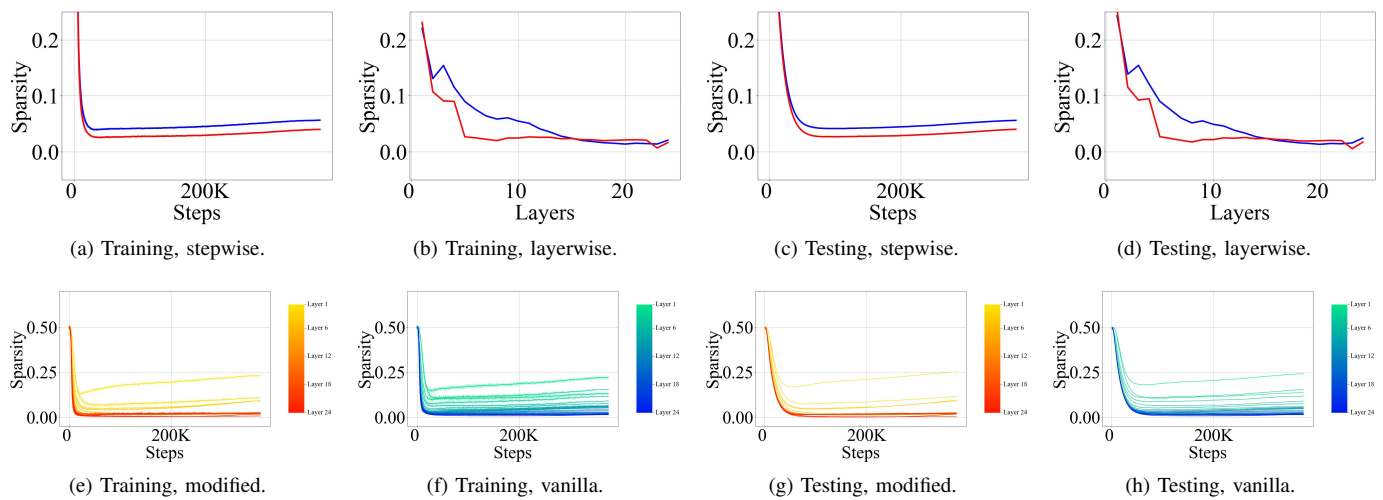 Sparsity
0.2
0.1
0.0
0
200K
Steps
(a) Training, stepwise.
Sparsity
0.2
0.1
0.0
0
10
20
Layers
(b) Training, layerwise.
Sparsity
0.2
0.1
0.0
0
200K
Steps
(c) Testing, stepwise.
Sparsity
0.2
0.1
0.0
0
10
20
Layers
(d) Testing, layerwise.
Sparsity
0.50
0.25
0.00
0
200K
Steps
Layer 1
Layer 6
Layer 12
Layer 18
Layer 24
(e) Training, modified.
Sparsity
0.50
0.25
0.00
0
200K
Steps
Layer 1
Layer 6
Layer 12
Layer 18
Layer 24
(f) Training, vanilla.
Sparsity
0.50
0.25
0.00
0
200K
Steps
Layer 1
Layer 6
Layer 12
Layer 18
Layer 24
(g) Testing, modified.
Sparsity
0.50
0.25
0.00
0
200K
Steps
Layer 1
Layer 6
Layer 12
Layer 18
Layer 24
(h) Testing, vanilla.